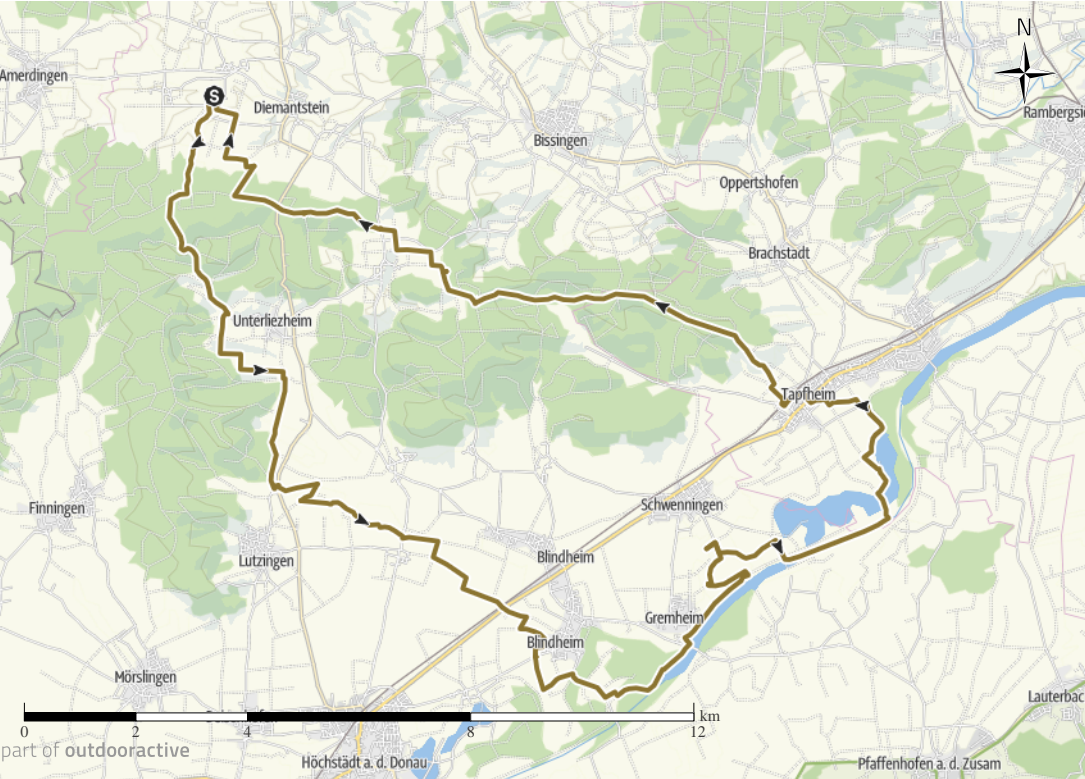 N
Amerdingen
S
Diemantstein
Rambergsie
Bissingen
Oppertshofen
Brachstadt
Unterliezheim
Tapfheim
Finningen
Schwenningen
Lutzingen
Blindheim
Gremheim
Blindheim
Mörslingen
Lauterbac
km
0 2 4 8 12
part of outdooractive
Höchstädt a. d. Donau
Pfaffenhofen a. d. Zusam